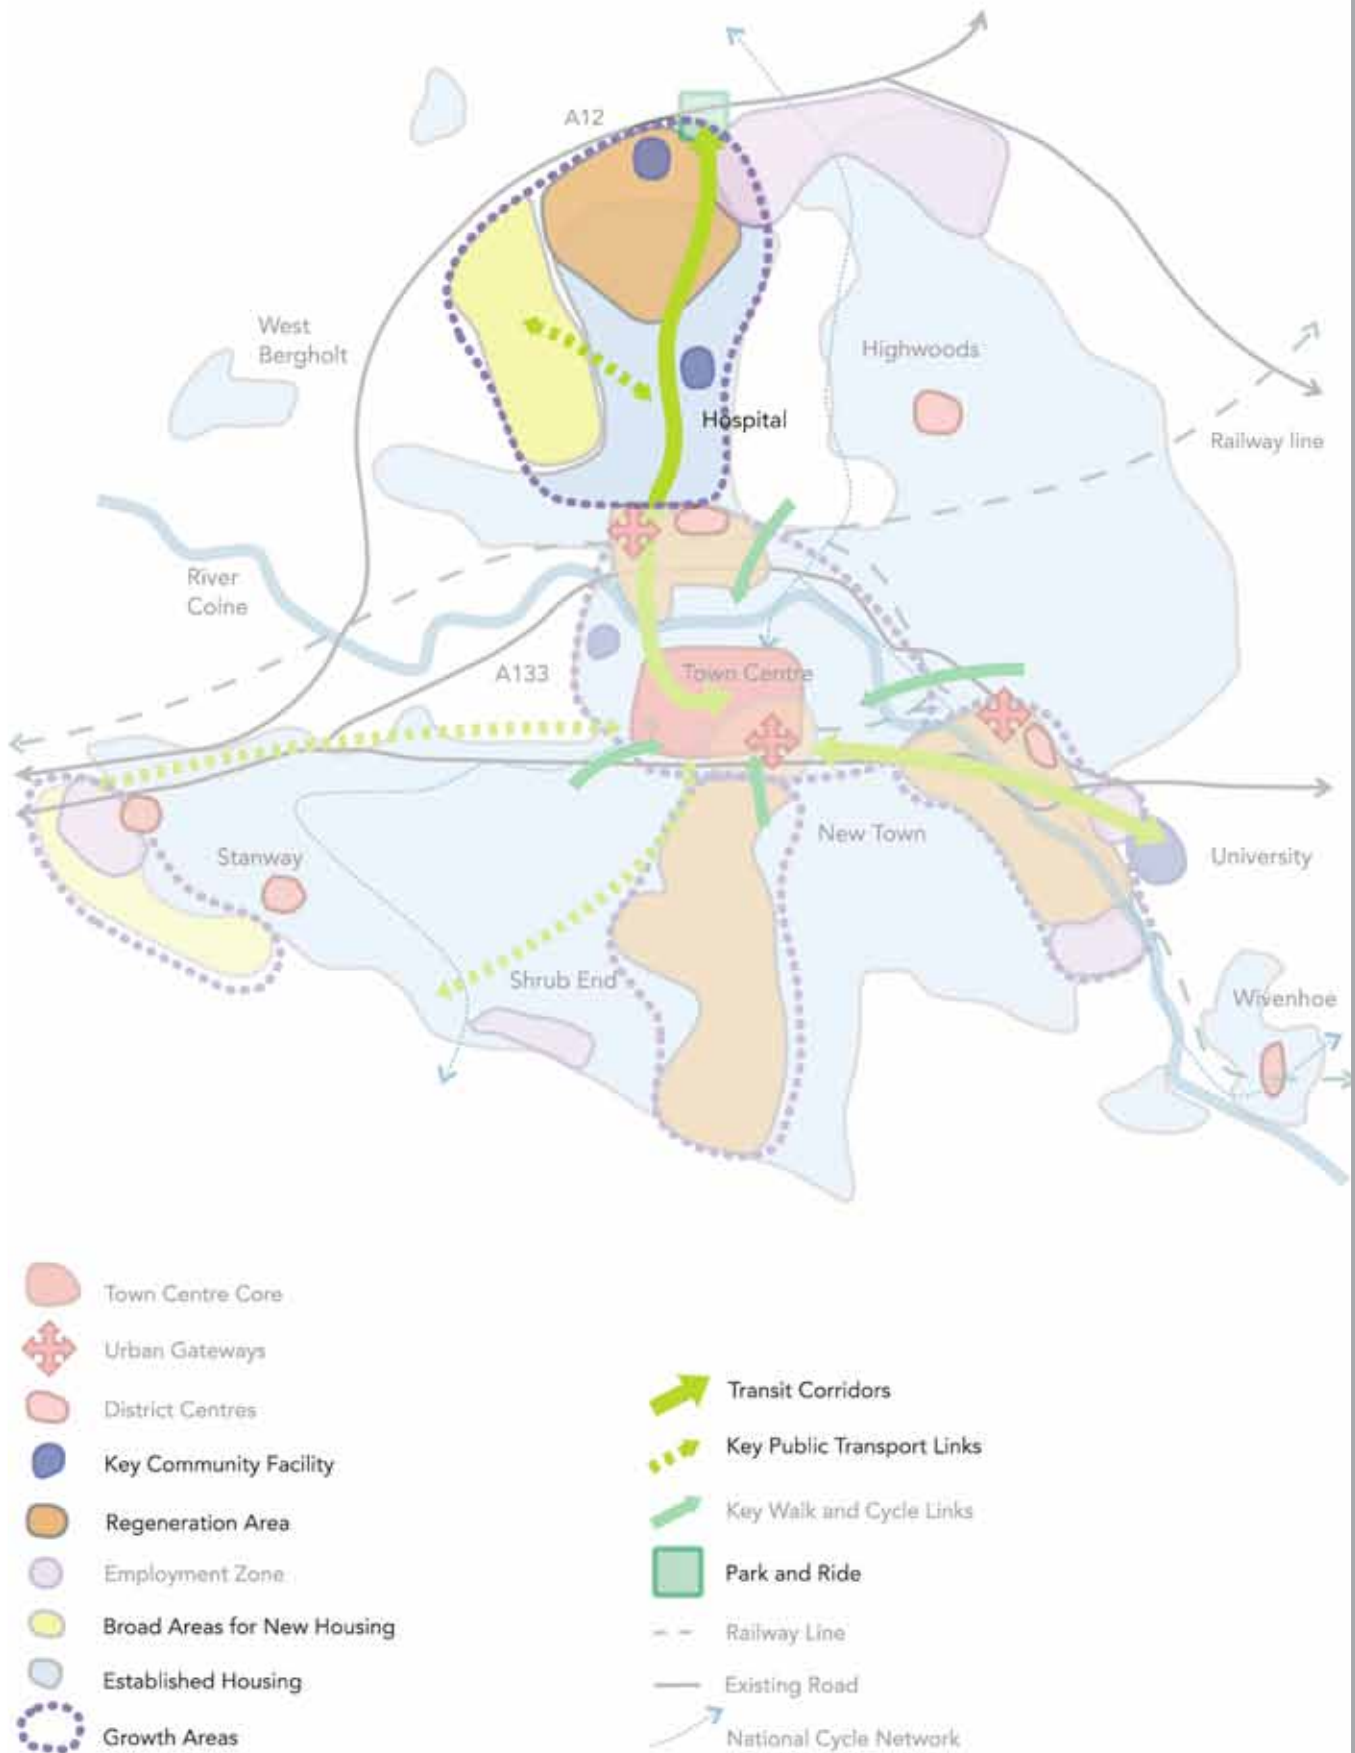 A12
West
Bergholt
Highwoods
Hospital
Railway line
River
Coine
A133
Town Centre
New Town
Stanway
University
Shrub End
Wivenhoe
Town Centre Core
Urban Gateways
District Centres
Key Community Facility
Regeneration Area
Employment Zone
Broad Areas for New Housing
Established Housing
Growth Areas
Transit Corridors
Key Public Transport Links
Key Walk and Cycle Links
Park and Ride
Railway Line
Existing Road
National Cycle Network